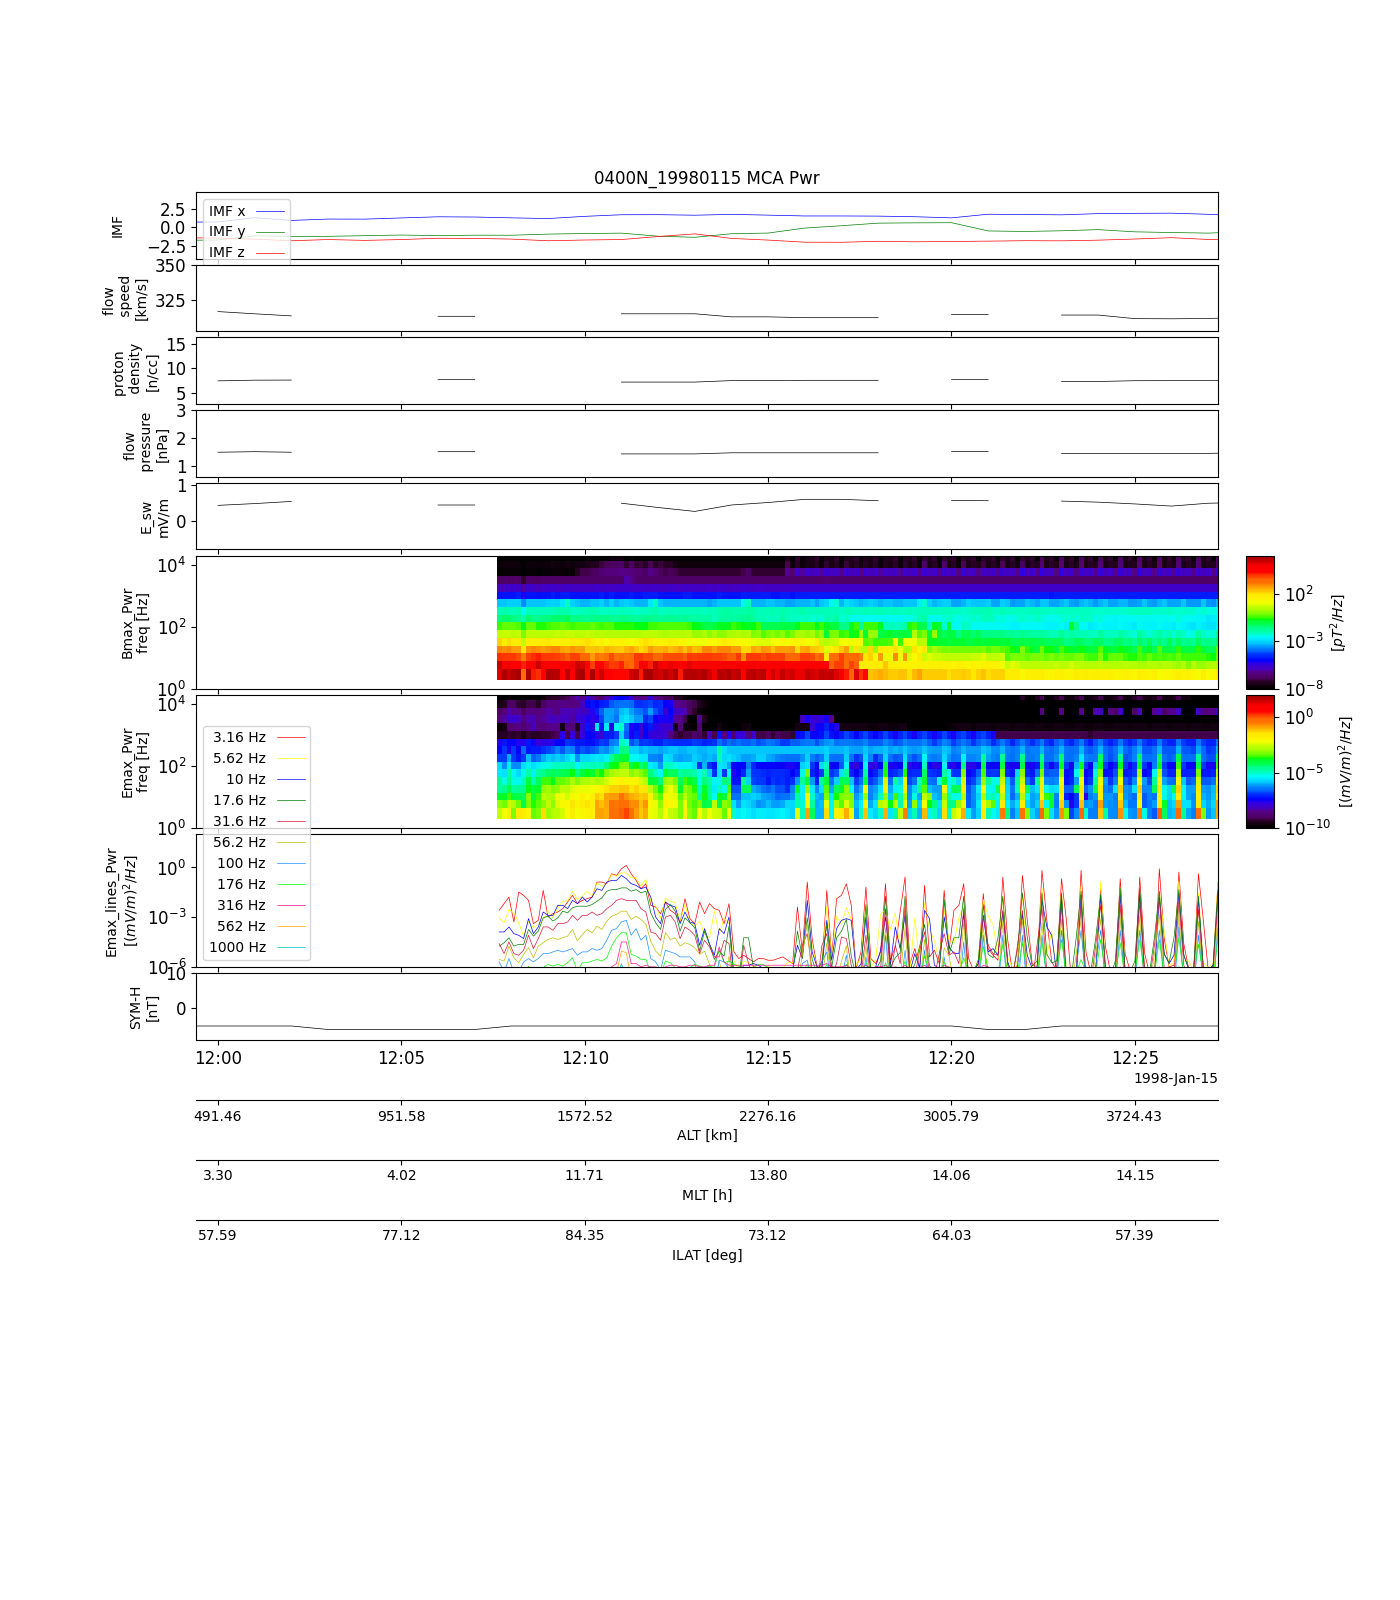 0400N_19980115 MCA Pwr
IMF
2.5
0.0
−2.5
IMF x
IMF y
IMF z
flow
speed
[km/s]
350
325
proton
density
[n/cc]
15
10
5
flow
pressure
[nPa]
3
2
1
E_sw
mV/m
1
0
Bmax_Pwr
freq [Hz]
10^4
10^2
10^0
10^2
10^-3
10^-8
[pT^2/Hz]
Emax_Pwr
freq [Hz]
10^4
10^2
10^0
10^0
10^-5
10^-10
[(mV/m)^2/Hz]
3.16 Hz
5.62 Hz
10 Hz
17.6 Hz
31.6 Hz
56.2 Hz
100 Hz
176 Hz
316 Hz
562 Hz
1000 Hz
Emax_lines_Pwr
[(mV/m)^2/Hz]
10^0
10^-3
10^-6
SYM-H
[nT]
10
0
12:00 12:05 12:10 12:15 12:20 12:25
1998-Jan-15
491.46 951.58 1572.52 2276.16 3005.79 3724.43
ALT [km]
3.30 4.02 11.71 13.80 14.06 14.15
MLT [h]
57.59 77.12 84.35 73.12 64.03 57.39
ILAT [deg]